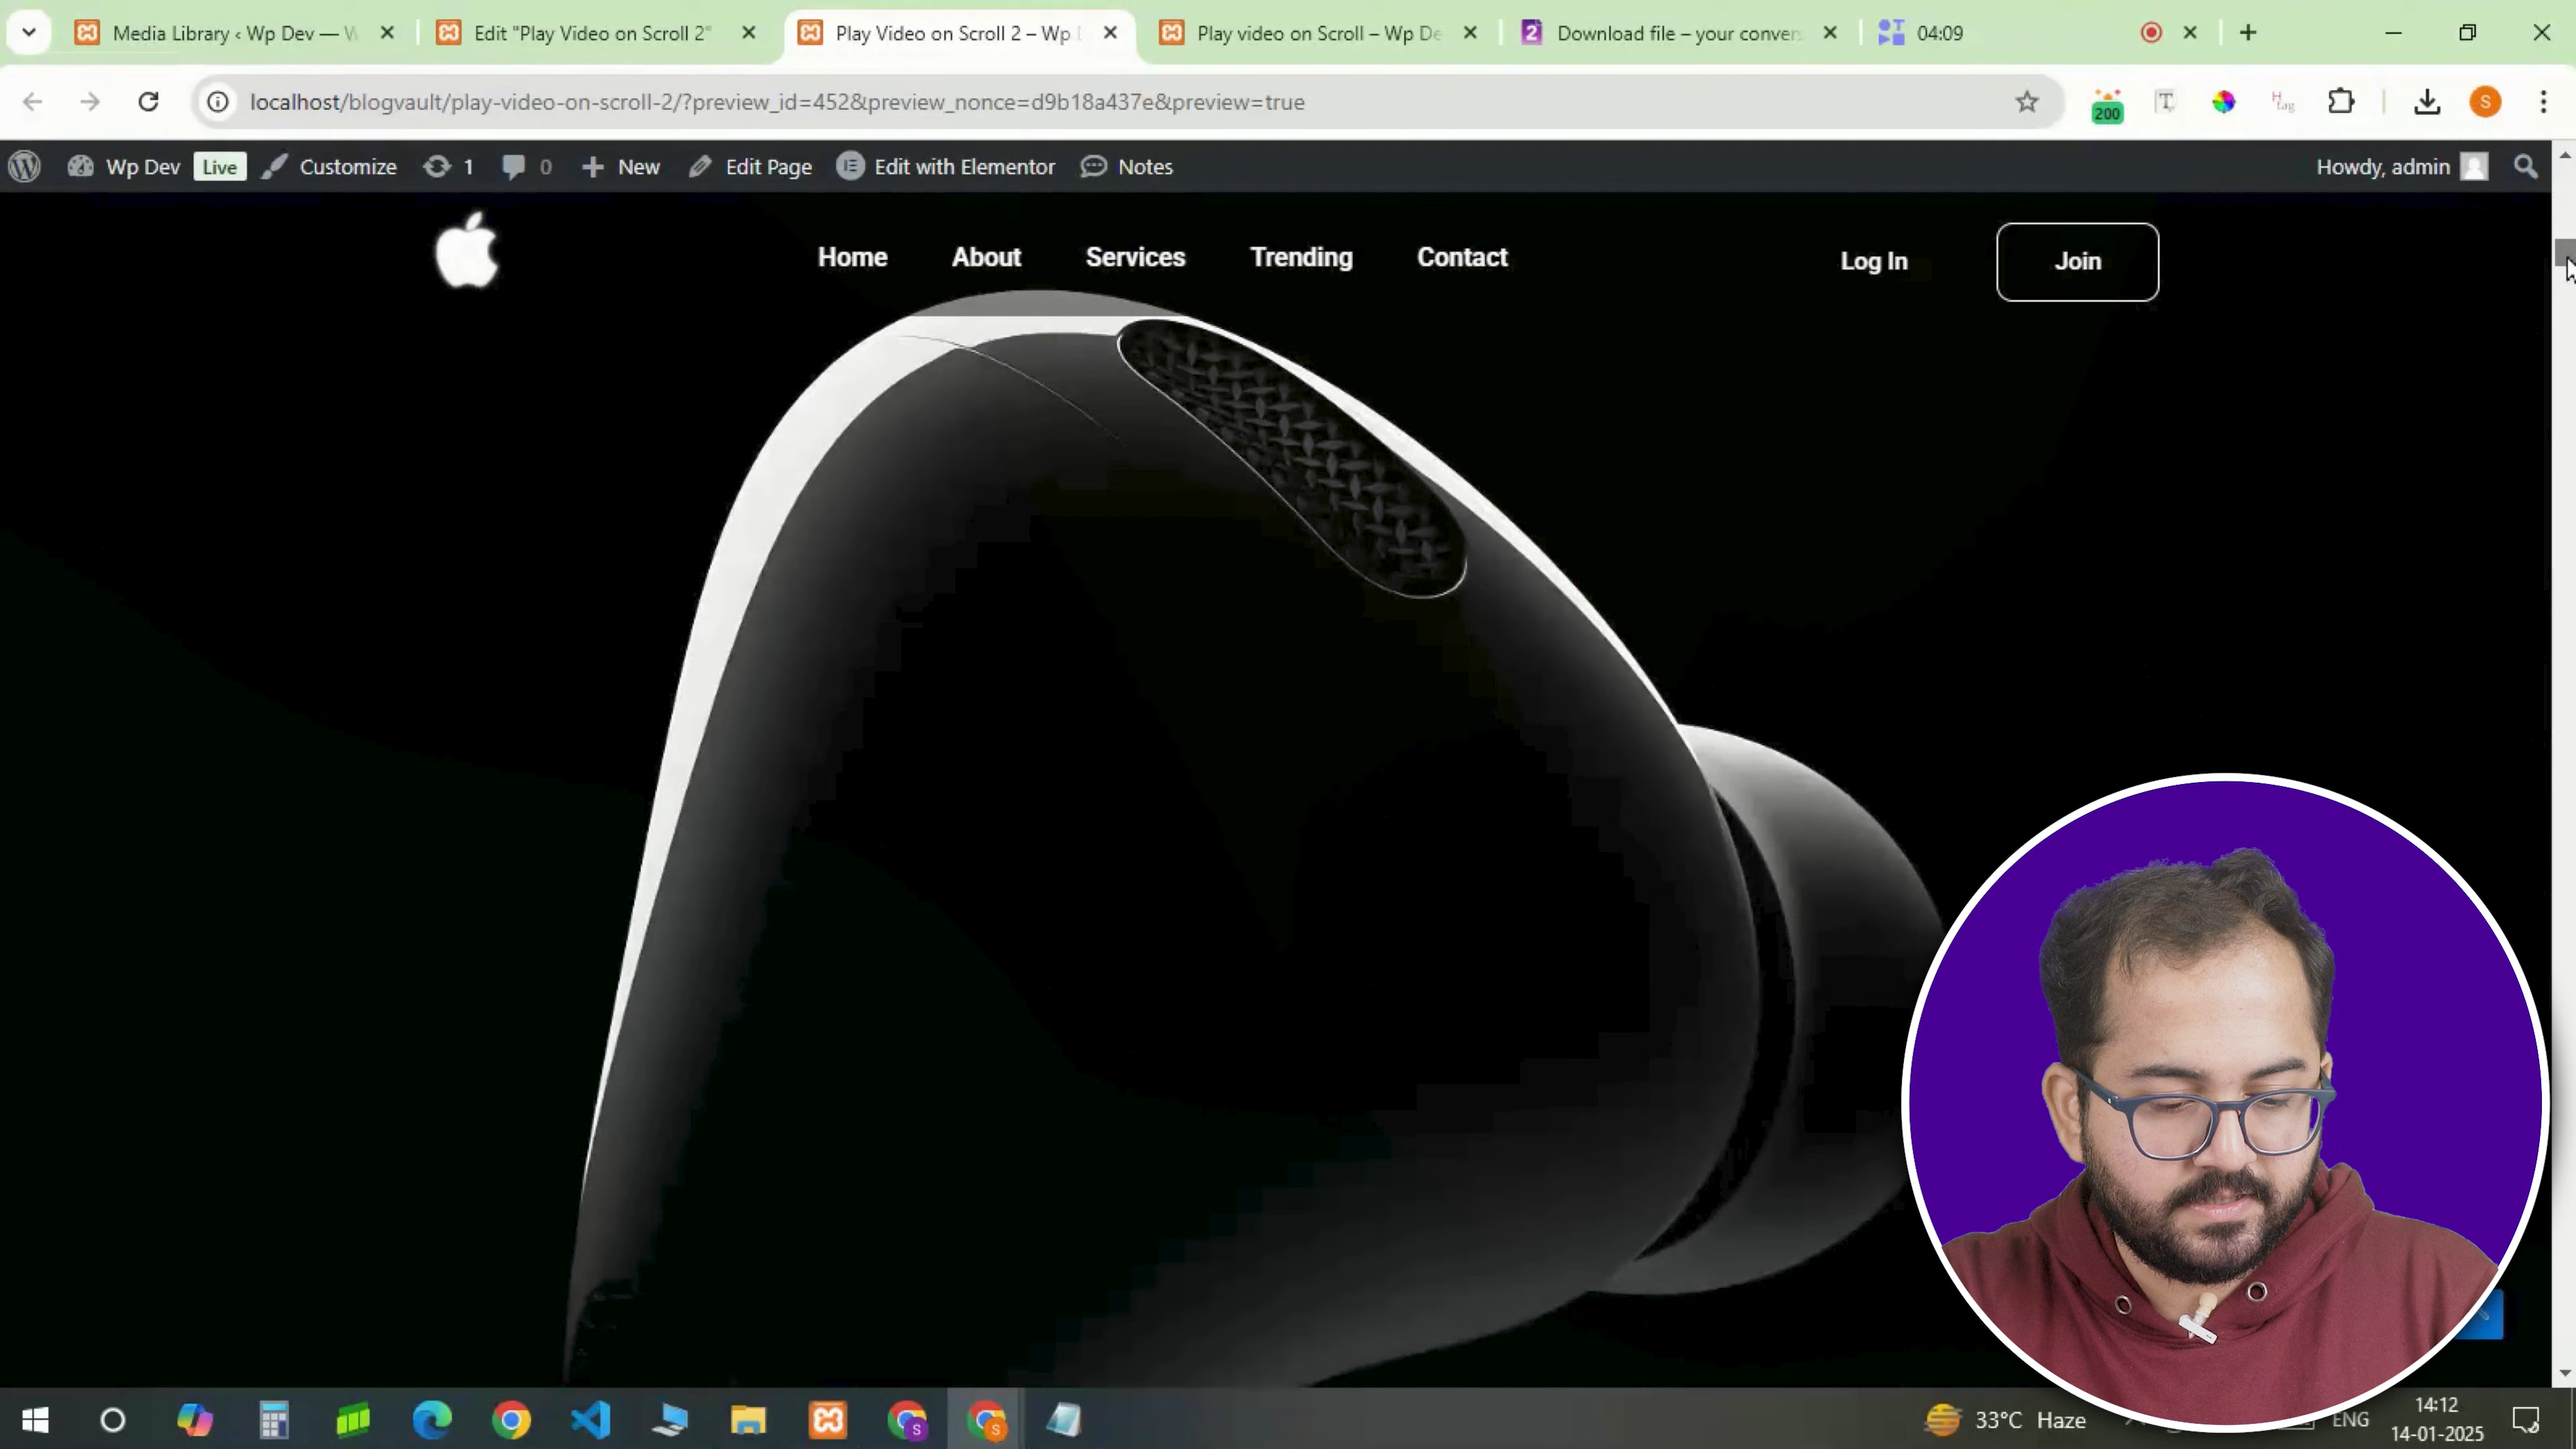 Media Library ‹ Wp Dev — W
Edit "Play Video on Scroll 2"
Play Video on Scroll 2 – Wp D
Play video on Scroll – Wp De
2
Download file – your conver
04:09
localhost/blogvault/play-video-on-scroll-2/?preview_id=452&preview_nonce=d9b18a437e&preview=true
200
T
H
tag
S
Wp Dev
Live
Customize
1
0
New
Edit Page
Edit with Elementor
Notes
Howdy, admin
Home
About
Services
Trending
Contact
Log In
Join
S
S
33°C Haze
ENG
14:12
14-01-2025